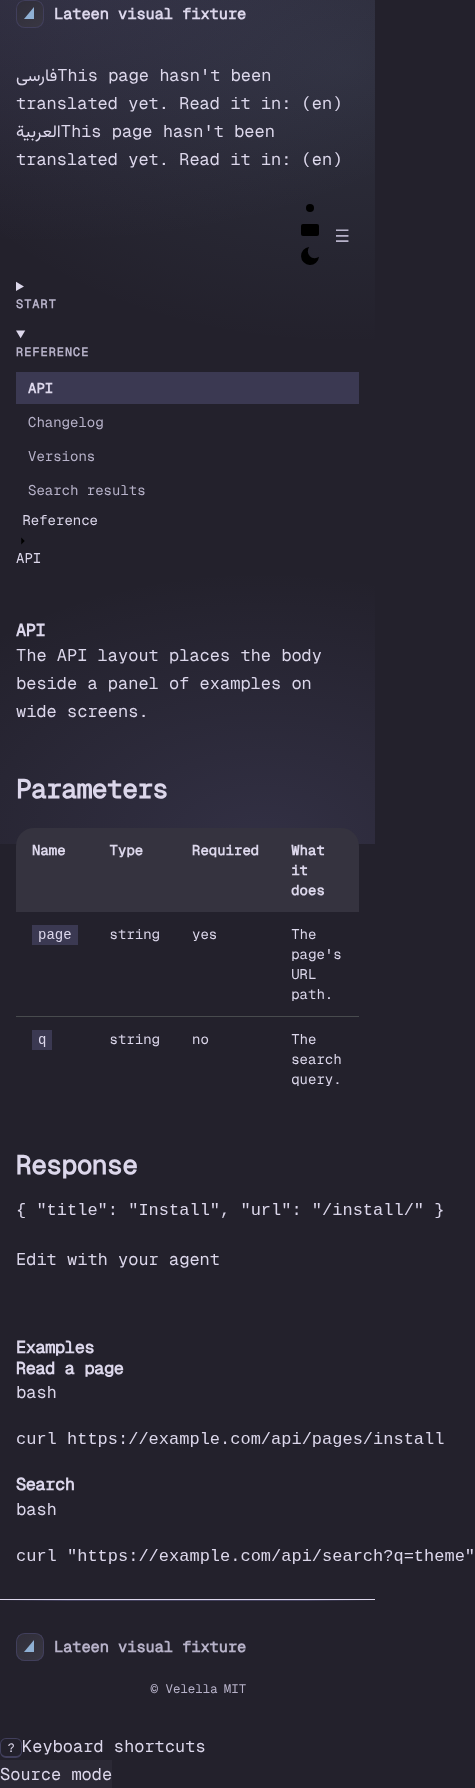 Lateen visual fixture
فارسیThis page hasn't been
translated yet. Read it in: (en)
العربيةThis page hasn't been
translated yet. Read it in: (en)
START
REFERENCE
API
Changelog
Versions
Search results
Reference
API
API
The API layout places the body
beside a panel of examples on
wide screens.
Parameters
Name Type Required What
it
does
page string yes The
page's
URL
path.
q string no The
search
query.
Response
{ "title": "Install", "url": "/install/" }
Edit with your agent
Examples
Read a page
bash
curl https://example.com/api/pages/install
Search
bash
curl "https://example.com/api/search?q=theme"
Lateen visual fixture
© Velella MIT
? Keyboard shortcuts
Source mode